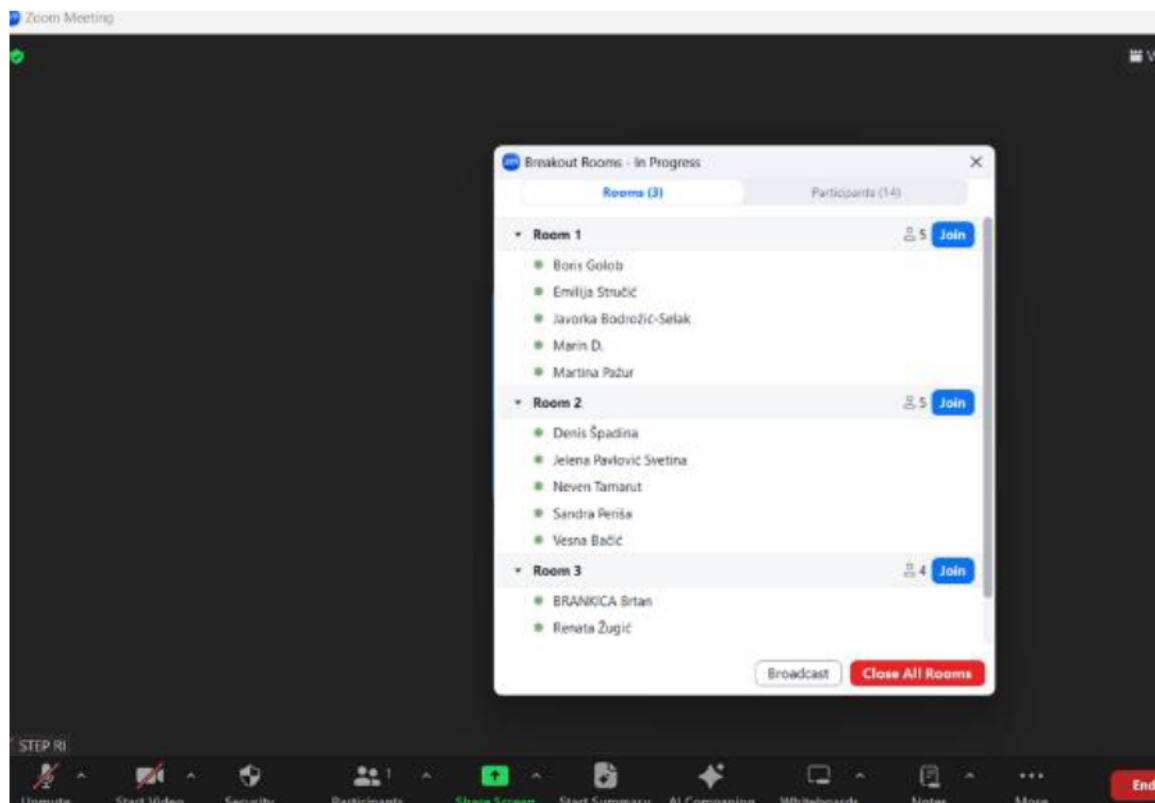 Zoom Meeting
V
Breakout Rooms - In Progress
Rooms (3)
Participants (14)
Room 1
5
Join
Boris Golob
Emilija Stručić
Javorka Bodrožić-Selak
Marin D.
Martina Pažur
Room 2
5
Join
Denis Špadina
Jelena Pavlović Svetina
Neven Tamarut
Sandra Periša
Vesna Bačić
Room 3
4
Join
BRANKICA Brtan
Renata Žugić
Broadcast
Close All Rooms
STEP RI
1
Unmute
Start Video
Security
Participants
Share Screen
Start Summary
AI Companion
Whiteboards
Notes
More
End